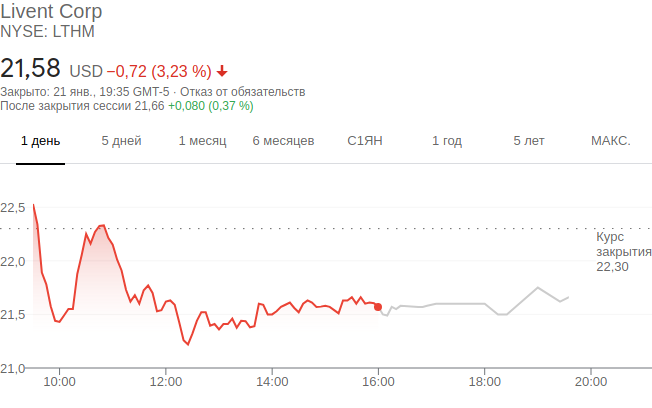 Livent Corp
NYSE: LTHM
21,58 USD −0,72 (3,23 %)
Закрыто: 21 янв., 19:35 GMT-5 · Отказ от обязательств
После закрытия сессии 21,66 +0,080 (0,37 %)
1 день 5 дней 1 месяц 6 месяцев С1ЯН 1 год 5 лет МАКС.
22,5
Курс
закрытия
22,30
22,0
21,5
21,0
10:00 12:00 14:00 16:00 18:00 20:00